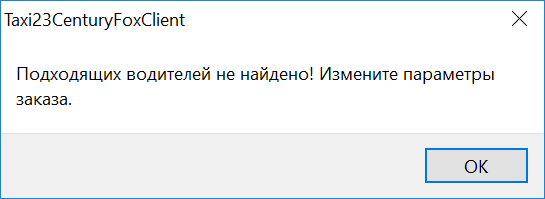 Taxi23CenturyFoxClient
Подходящих водителей не найдено! Измените параметры
заказа.
OK